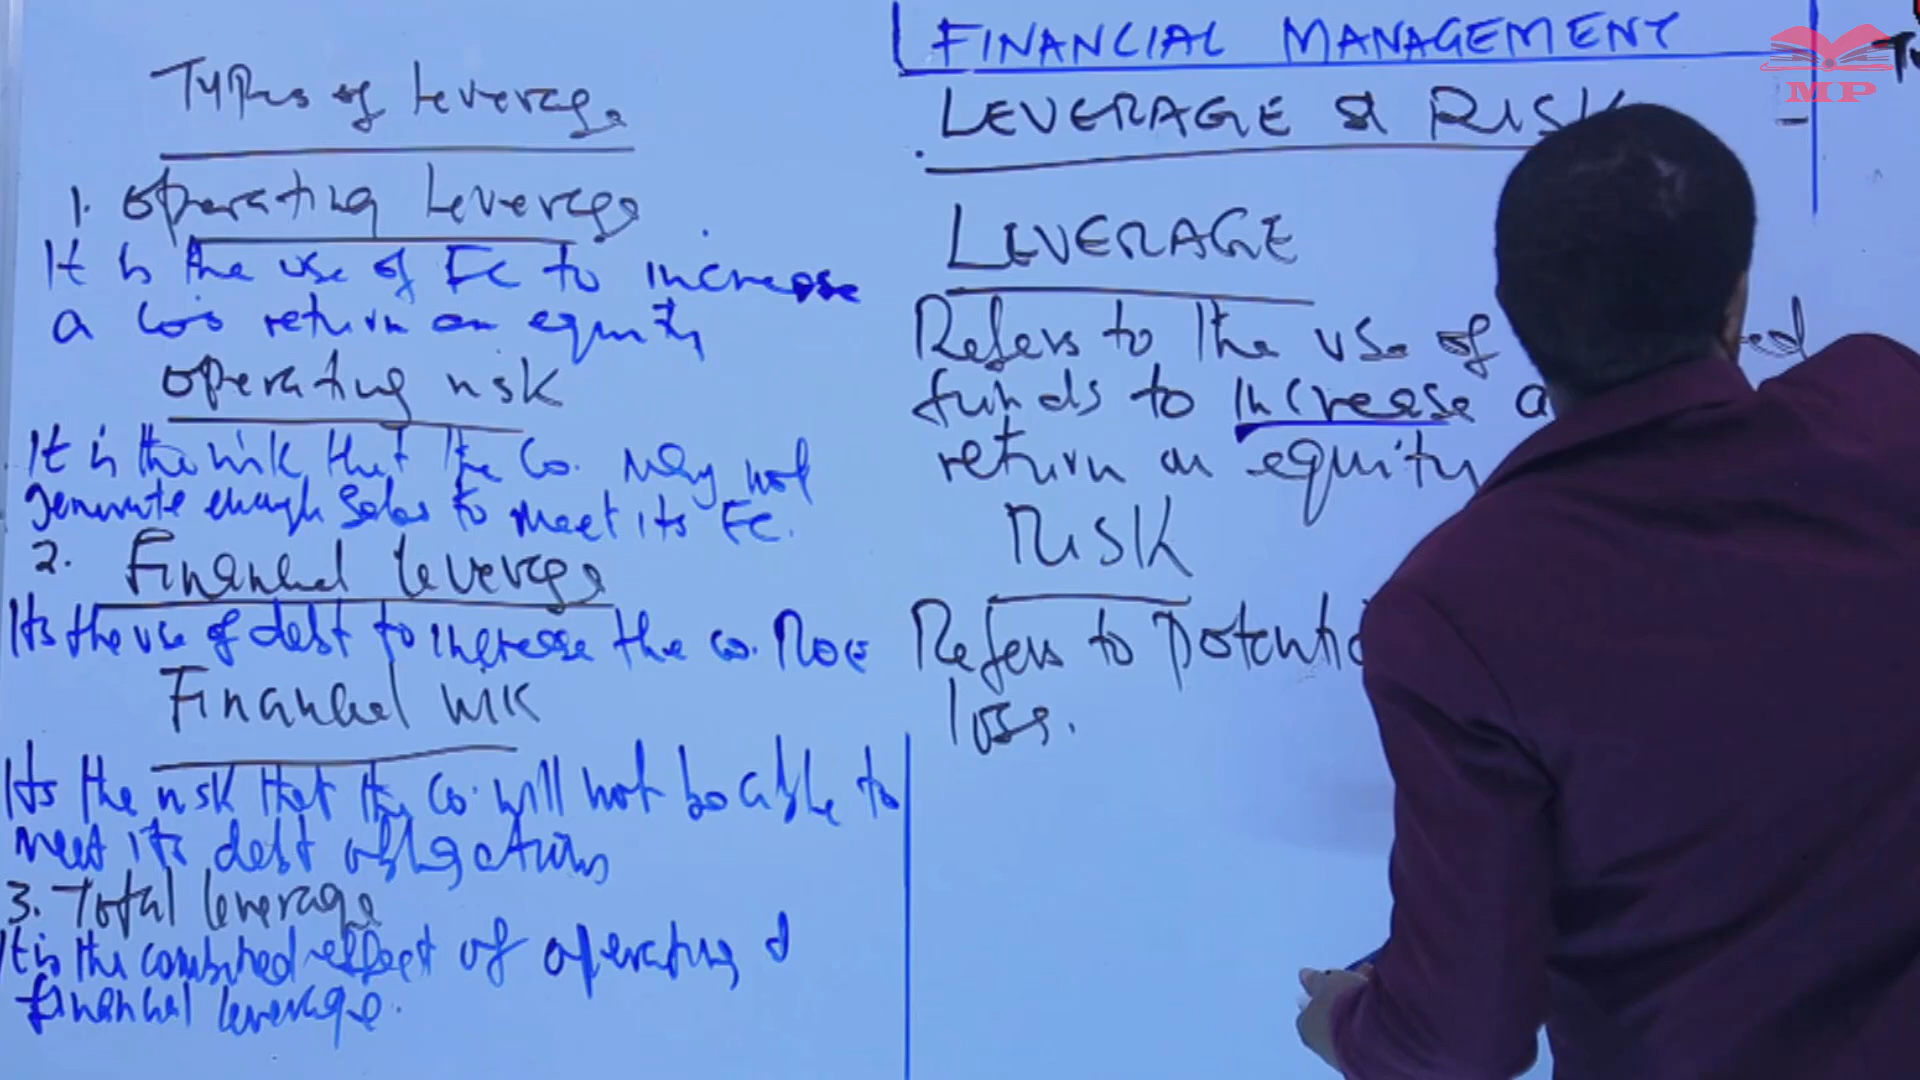 Types of Leverage
1. Operating Leverage
It is the use of FC to increase
a co's return on equity
Operating risk
It is the risk that the Co. may not
generate enough Sales to meet its FC.
2. Financial leverage
Its the use of debt to increase the co. ROE
Financial risk
Its the risk that the Co. will not be able to
meet its debt obligations
3. Total leverage
It is the combined effect of operating &
financial leverage.
FINANCIAL MANAGEMENT
LEVERAGE & RISK
LEVERAGE
Refers to the use of
funds to increase a
return on equity
RISK
Refers to
loss.
MP